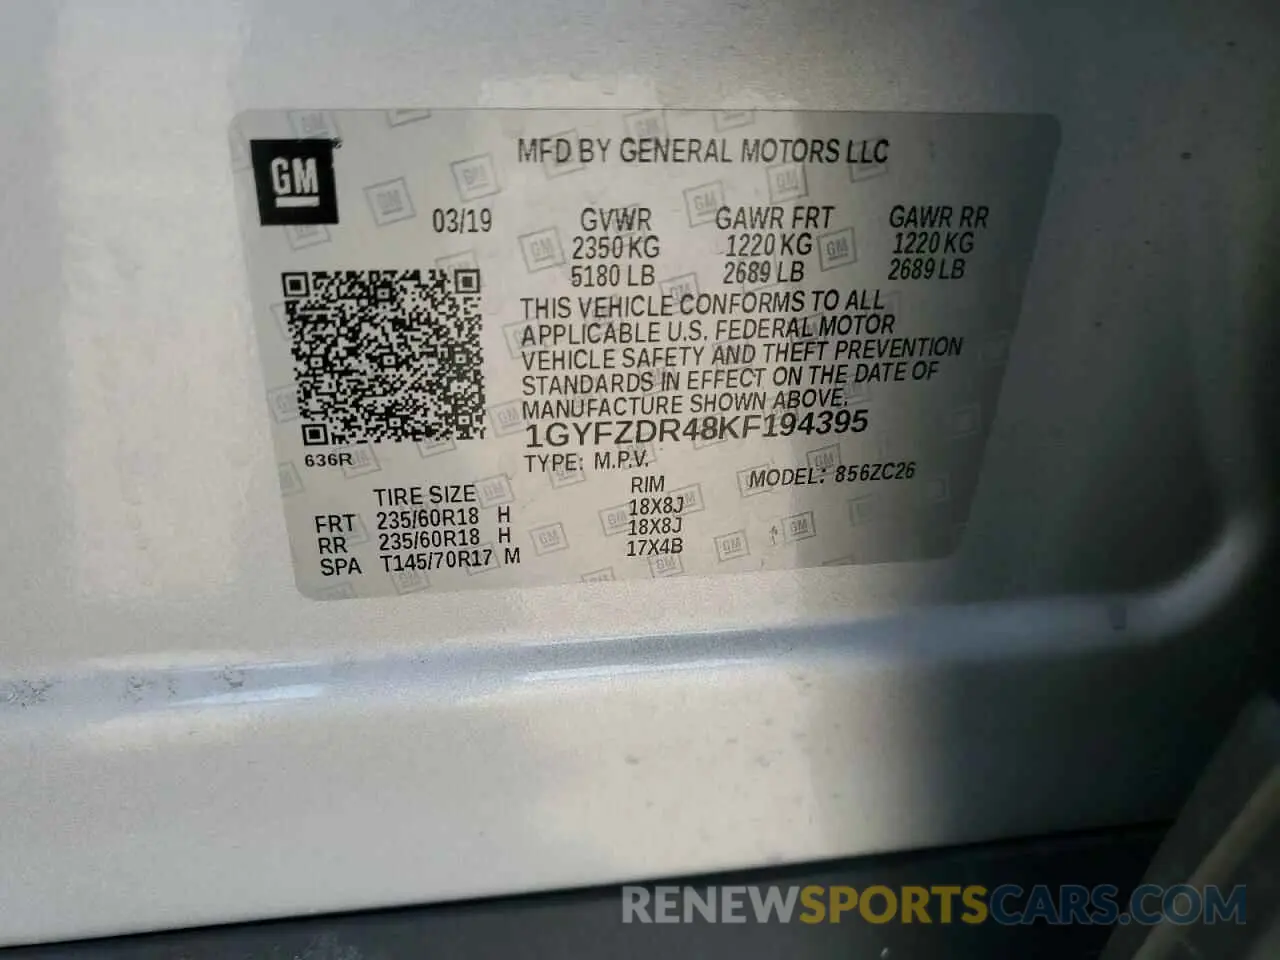 GM
MFD BY GENERAL MOTORS LLC
03/19 GVWR GAWR FRT GAWR RR
2350 KG 1220 KG 1220 KG
5180 LB 2689 LB 2689 LB
THIS VEHICLE CONFORMS TO ALL
APPLICABLE U.S. FEDERAL MOTOR
VEHICLE SAFETY AND THEFT PREVENTION
STANDARDS IN EFFECT ON THE DATE OF
MANUFACTURE SHOWN ABOVE.
1GYFZDR48KF194395
636R
TYPE: M.P.V. MODEL: 856ZC26
TIRE SIZE RIM
FRT 235/60R18 H 18X8J
RR 235/60R18 H 18X8J
SPA T145/70R17 M 17X4B
RENEWSPORTSCARS.COM